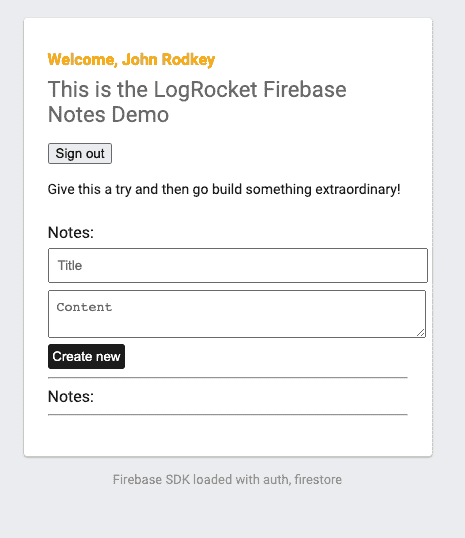 Welcome, John Rodkey
This is the LogRocket Firebase
Notes Demo
Sign out
Give this a try and then go build something extraordinary!
Notes:
Title
Content
Create new
Notes:
Firebase SDK loaded with auth, firestore